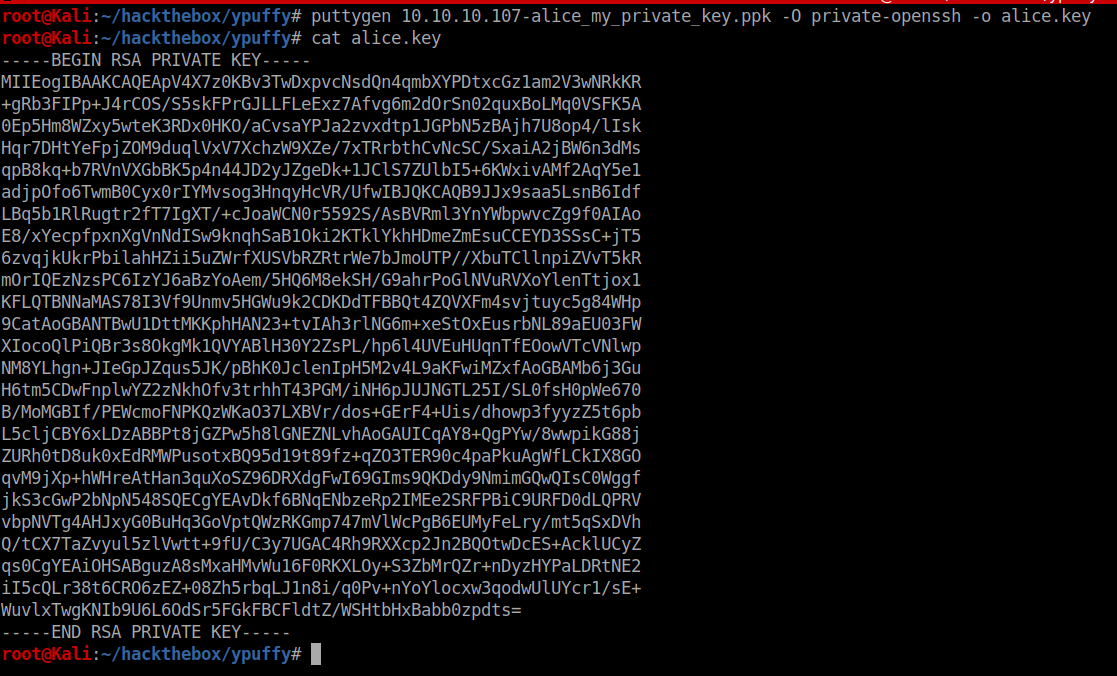 root@Kali:~/hackthebox/ypuffy# puttygen 10.10.10.107-alice_my_private_key.ppk -O private-openssh -o alice.key
root@Kali:~/hackthebox/ypuffy# cat alice.key
-----BEGIN RSA PRIVATE KEY-----
MIIEogIBAAKCAQEApV4X7z0KBv3TwDxpvcNsdQn4qmbXYPDtxcGz1am2V3wNRkKR
+gRb3FIPp+J4rCOS/S5skFPrGJLLFLeExz7Afvg6m2dOrSn02quxBoLMq0VSFK5A
0Ep5Hm8WZxy5wteK3RDx0HKO/aCvsaYPJa2zvxdtp1JGPbN5zBAjh7U8op4/lIsk
Hqr7DHtYeFpjZOM9duqlVxV7XchzW9XZe/7xTRrbthCvNcSC/SxaiA2jBW6n3dMs
qpB8kq+b7RVnVXGbBK5p4n44JD2yJZgeDk+1JClS7ZUlbI5+6KWxivAMf2AqY5e1
adjpOfo6TwmB0Cyx0rIYMvsog3HnqyHcVR/UfwIBJQKCAQB9JJx9saa5LsnB6Idf
LBq5b1RlRugtr2fT7IgXT/+cJoaWCN0r5592S/AsBVRml3YnYWbpwvcZg9f0AIAo
E8/xYecpfpxnXgVnNdISw9knqhSaB1Oki2KTklYkhHDmeZmEsuCCEYD3SSsC+jT5
6zvqjkUkrPbilahHZii5uZWrfXUSVbRZRtrWe7bJmoUTP//XbuTCllnpiZVvT5kR
mOrIQEzNzsPC6IzYJ6aBzYoAem/5HQ6M8ekSH/G9ahrPoGlNVuRVXoYlenTtjox1
KFLQTBNNaMAS78I3Vf9Unmv5HGWu9k2CDKDdTFBBQt4ZQVXFm4svjtuyc5g84WHp
9CatAoGBANTBwU1DttMKKphHAN23+tvIAh3rlNG6m+xeStOxEusrbNL89aEU03FW
XIocoQlPiQBr3s8OkgMk1QVYABlH30Y2ZsPL/hp6l4UVEuHUqnTfEOowVTcVNlwp
NM8YLhgn+JIeGpJZqus5JK/pBhK0JclenIpH5M2v4L9aKFwiMZxfAoGBAMb6j3Gu
H6tm5CDwFnplwYZ2zNkhOfv3trhhT43PGM/iNH6pJUJNGTL25I/SL0fsH0pWe670
B/MoMGBIf/PEWcmoFNPKQzWKaO37LXBVr/dos+GErF4+Uis/dhowp3fyyzZ5t6pb
L5cljCBY6xLDzABBPt8jGZPw5h8lGNEZNLvhAoGAUICqAY8+QgPYw/8wwpikG88j
ZURh0tD8uk0xEdRMWPusotxBQ95d19t89fz+qZO3TER90c4paPkuAgWfLCkIX8GO
qvM9jXp+hWHreAtHan3quXoSZ96DRXdgFwI69GIms9QKDdy9NmimGQwQIsC0Wggf
jkS3cGwP2bNpN548SQECgYEAvDkf6BNqENbzeRp2IMEe2SRFPBiC9URFD0dLQPRV
vbpNVTg4AHJxyG0BuHq3GoVptQWzRKGmp747mVlWcPgB6EUMyFeLry/mt5qSxDVh
Q/tCX7TaZvyul5zlVwtt+9fU/C3y7UGAC4Rh9RXXcp2Jn2BQOtwDcES+AcklUCyZ
qs0CgYEAiOHSABguzA8sMxaHMvWu16F0RKXLOy+S3ZbMrQZr+nDyzHYPaLDRtNE2
iI5cQLr38t6CRO6zEZ+08Zh5rbqLJ1n8i/q0Pv+nYoYlocxw3qodwUlUYcr1/sE+
WuvlxTwgKNIb9U6L6OdSr5FGkFBCFldtZ/WSHtbHxBabb0zpdts=
-----END RSA PRIVATE KEY-----
root@Kali:~/hackthebox/ypuffy#